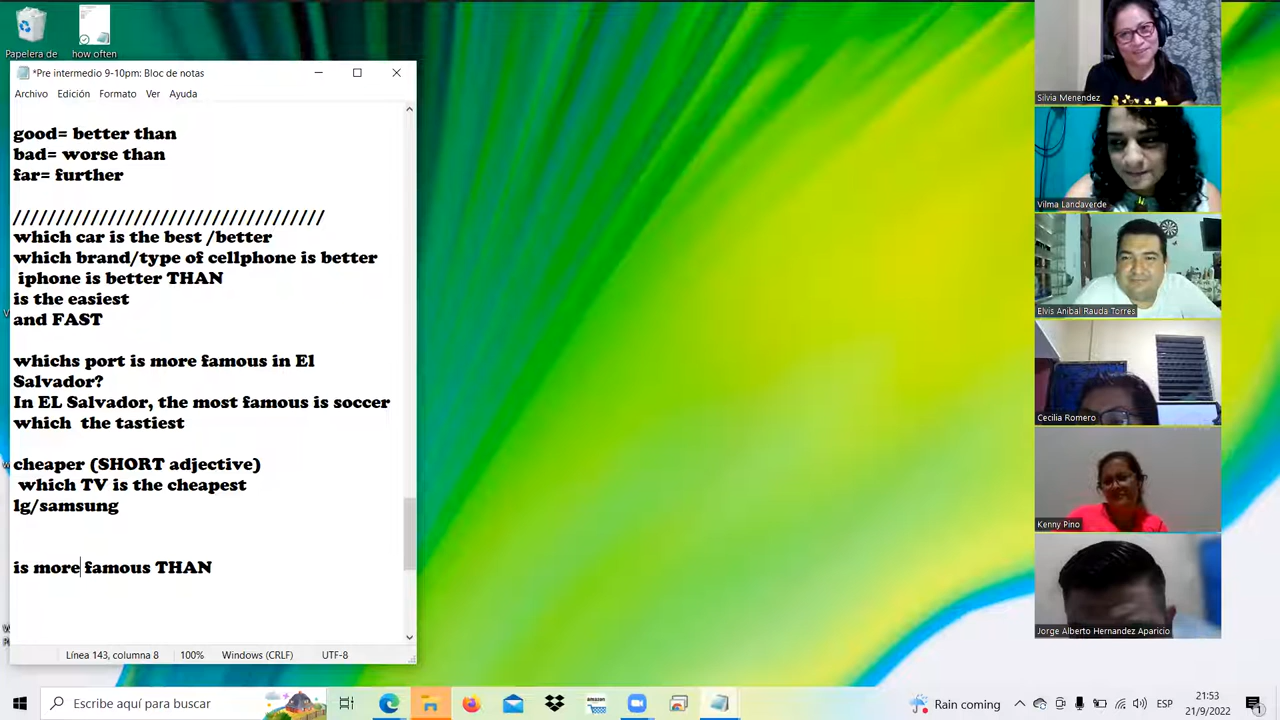 Papelera de
how often
*Pre intermedio 9-10pm: Bloc de notas
Archivo Edición Formato Ver Ayuda
good= better than
bad= worse than
far= further
////////////////////////////////////
which car is the best /better
which brand/type of cellphone is better
iphone is better THAN
is the easiest
and FAST
whichs port is more famous in El
Salvador?
In EL Salvador, the most famous is soccer
which the tastiest
cheaper (SHORT adjective)
which TV is the cheapest
lg/samsung
is more famous THAN
Línea 143, columna 8 100% Windows (CRLF) UTF-8
Silvia Menéndez
Vilma Landaverde
Elvis Anibal Rauda Torres
Cecilia Romero
Kenny Pino
Jorge Alberto Hernandez Aparicio
Escribe aquí para buscar
amazon
Rain coming
ESP
21:53
21/9/2022
1